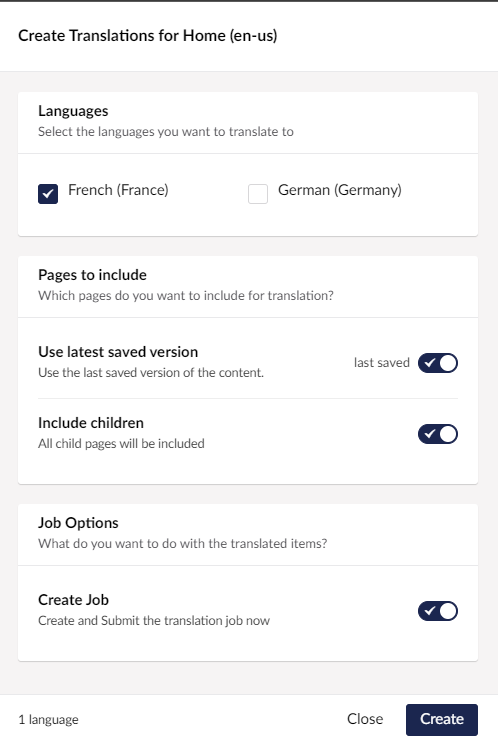 Create Translations for Home (en-us)
Languages
Select the languages you want to translate to
French (France)
German (Germany)
Pages to include
Which pages do you want to include for translation?
Use latest saved version
last saved
Use the last saved version of the content.
Include children
All child pages will be included
Job Options
What do you want to do with the translated items?
Create Job
Create and Submit the translation job now
1 language
Close
Create